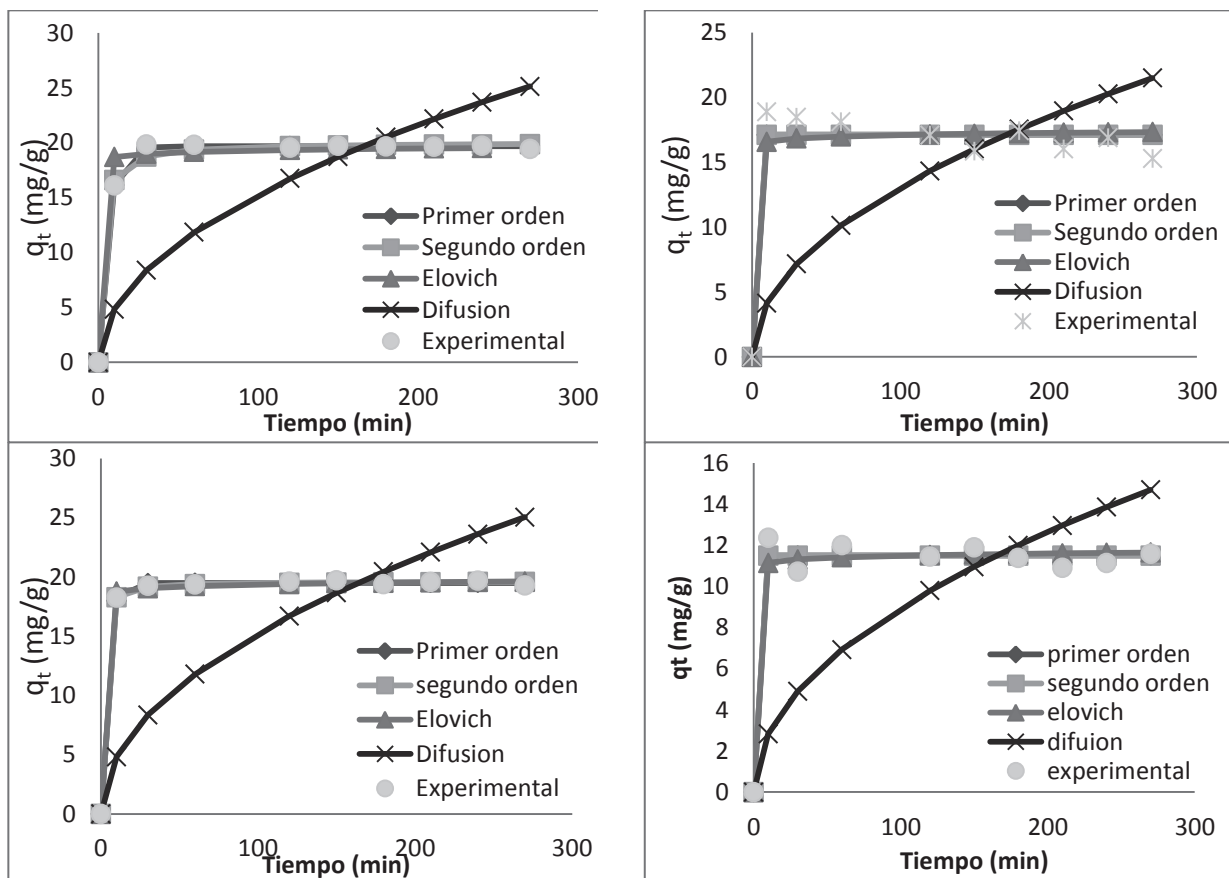 30
25
20
15
10
5
0
q_t (mg/g)
Primer orden
Segundo orden
Elovich
Difusion
Experimental
0 100 200 300
Tiempo (min)
25
20
15
10
5
0
q_t (mg/g)
Primer orden
Segundo orden
Elovich
Difusion
Experimental
0 100 200 300
Tiempo (min)
30
25
20
15
10
5
0
q_t (mg/g)
Primer orden
segundo orden
Elovich
Difusion
Experimental
0 100 200 300
Tiempo (min)
16
14
12
10
8
6
4
2
0
qt (mg/g)
primer orden
segundo orden
elovich
difuion
experimental
0 100 200 300
Tiempo (min)